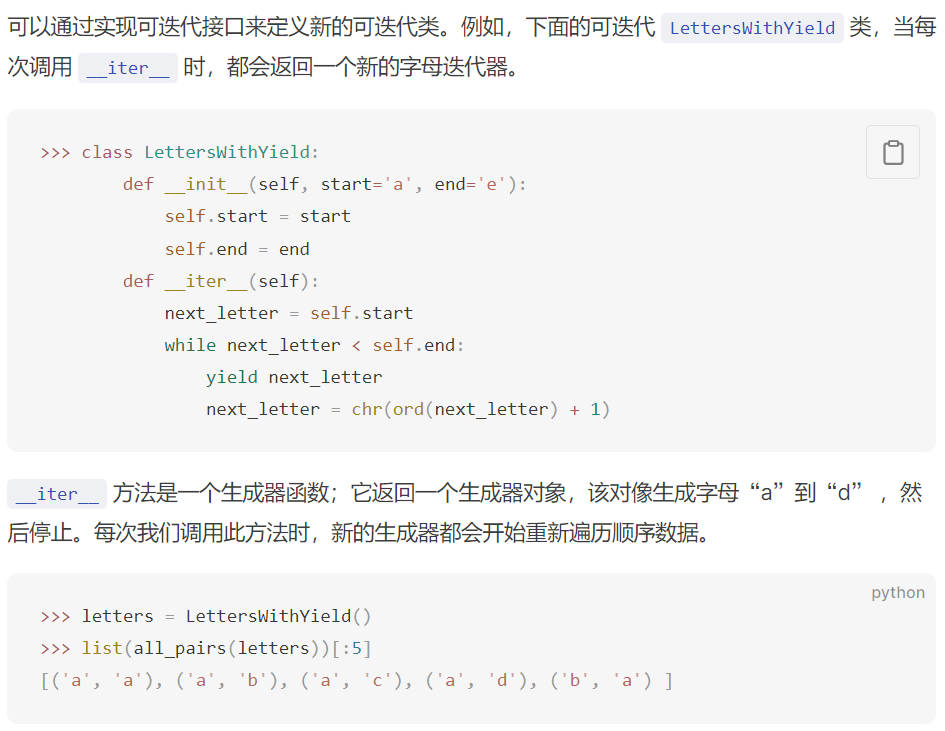 可以通过实现可迭代接口来定义新的可迭代类。例如，下面的可迭代 LettersWithYield 类，当每
次调用 __iter__ 时，都会返回一个新的字母迭代器。
>>> class LettersWithYield:
        def __init__(self, start='a', end='e'):
            self.start = start
            self.end = end
        def __iter__(self):
            next_letter = self.start
            while next_letter < self.end:
                yield next_letter
                next_letter = chr(ord(next_letter) + 1)
__iter__ 方法是一个生成器函数；它返回一个生成器对象，该对像生成字母“a”到“d” ，然
后停止。每次我们调用此方法时，新的生成器都会开始重新遍历顺序数据。
python
>>> letters = LettersWithYield()
>>> list(all_pairs(letters))[:5]
[('a', 'a'), ('a', 'b'), ('a', 'c'), ('a', 'd'), ('b', 'a') ]